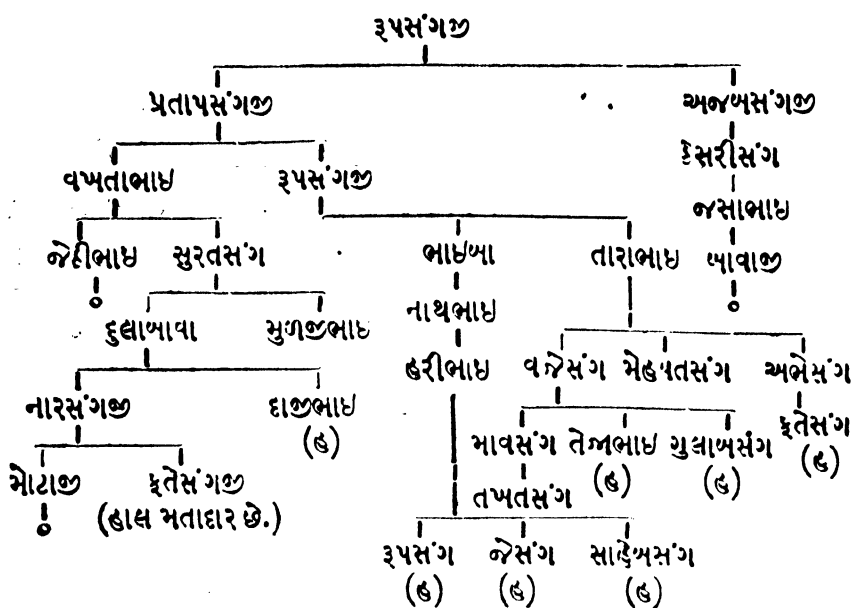 રૂપસંગજી
પ્રતાપસંગજી અજબસંગજી
કેસરીસંગ
વખતાભાઇ રૂપસંગજી
જસાભાઇ
જેઠીભાઇ સુરતસંગ ભાઇબા તારાભાઇ બાવાજી
નાથભાઇ
દુલાબાવા મુળજીભાઇ
હરીભાઇ વજેસંગ મેહબતસંગ અભેસંગ
નારસંગજી દાજીભાઇ ફતેસંગ
(હ) (હ)
માવસંગ તેજાભાઇ ગુલાબસંગ
મોટાજી ફતેસંગજી (હ) (હ)
(હાલ મતાદાર છે.) તખતસંગ
રૂપસંગ જેસંગ સાહેબસંગ
(હ) (હ) (હ)